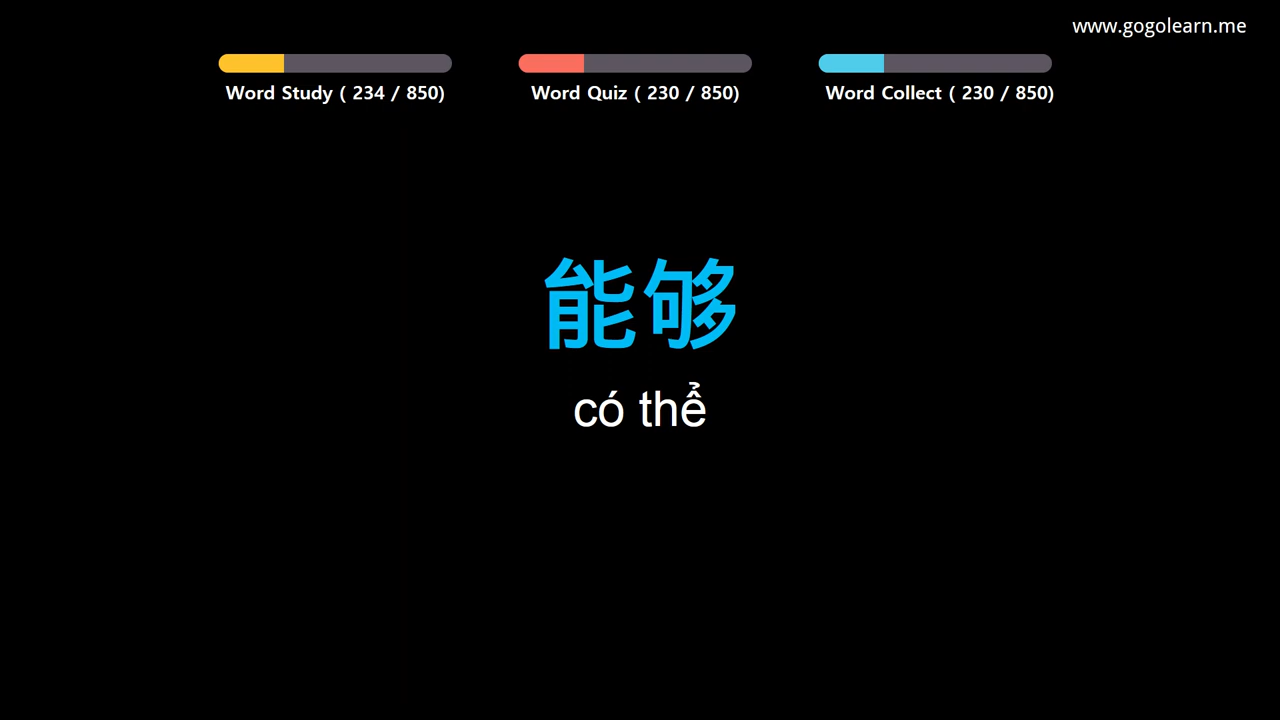 www.gogolearn.me
Word Study ( 234 / 850)
Word Quiz ( 230 / 850)
Word Collect ( 230 / 850)
能够
có thể